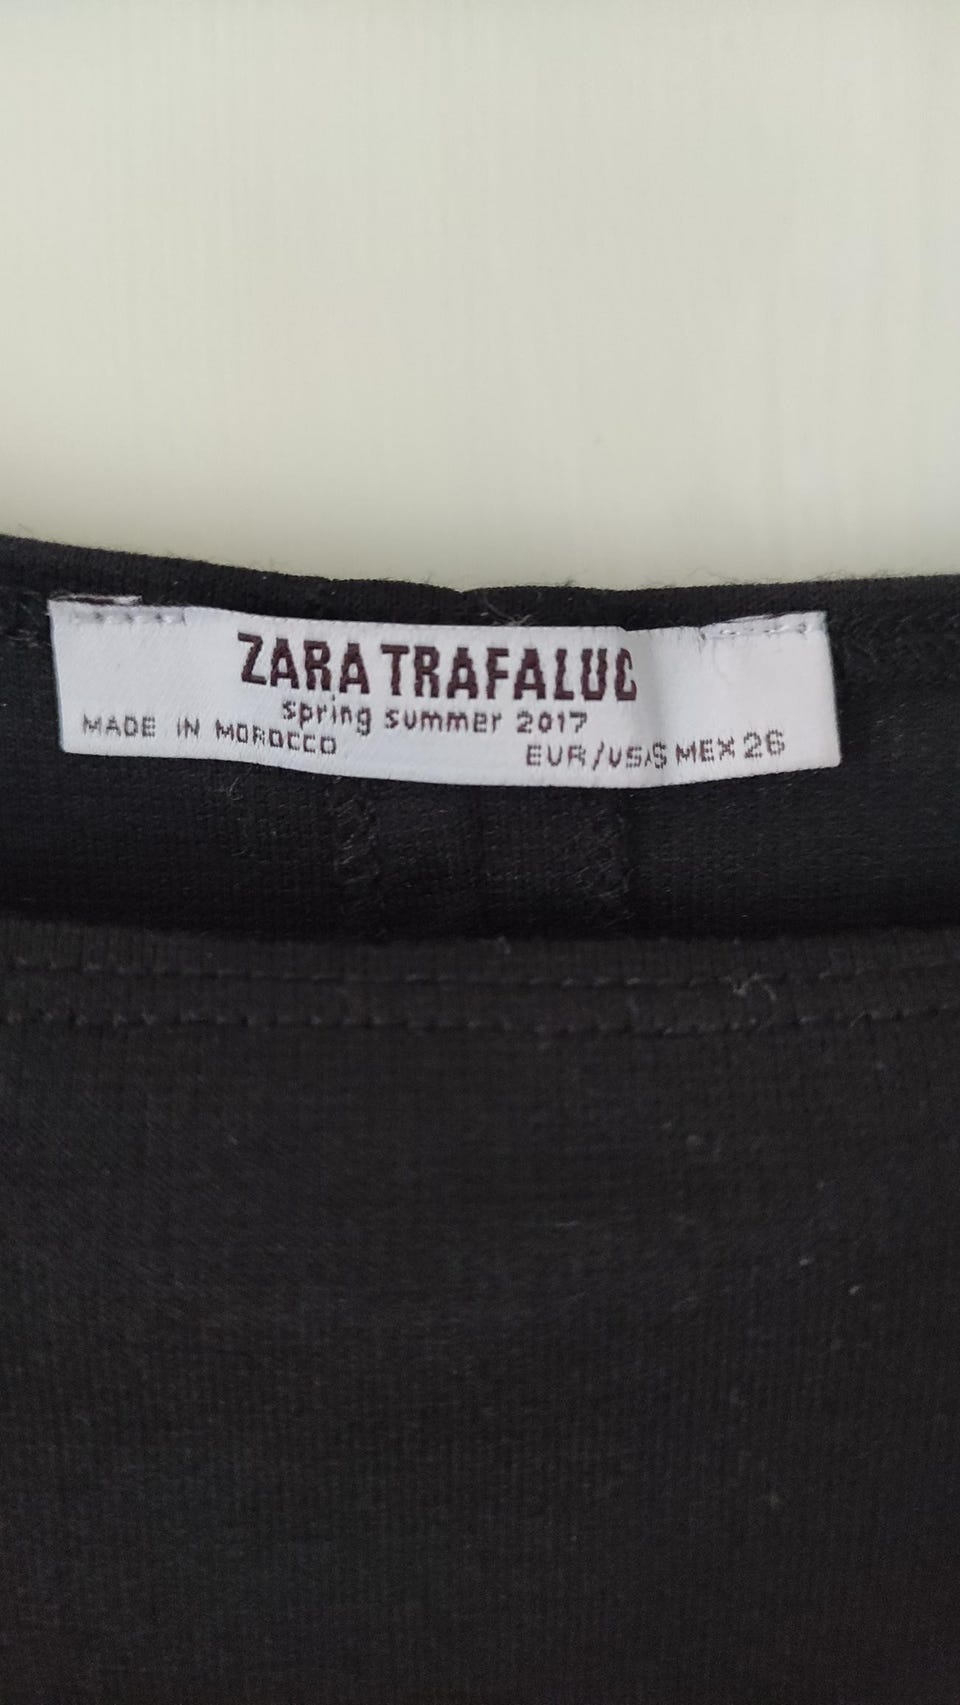 ZARA TRAFALUC
spring summer 2017
MADE IN MOROCCO
EUR/USA S MEX 26